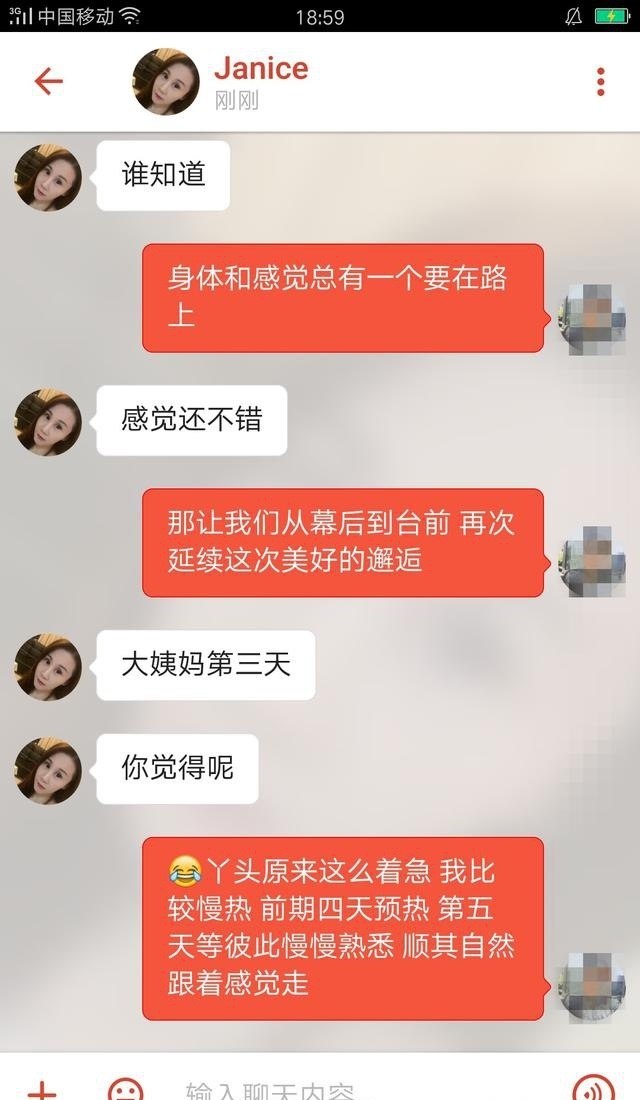 3G 中国移动 18:59
Janice
刚刚
谁知道
身体和感觉总有一个要在路
上
感觉还不错
那让我们从幕后到台前 再次
延续这次美好的邂逅
大姨妈第三天
你觉得呢
😂丫头原来这么着急 我比
较慢热 前期四天预热 第五
天等彼此慢慢熟悉 顺其自然
跟着感觉走
输入聊天内容